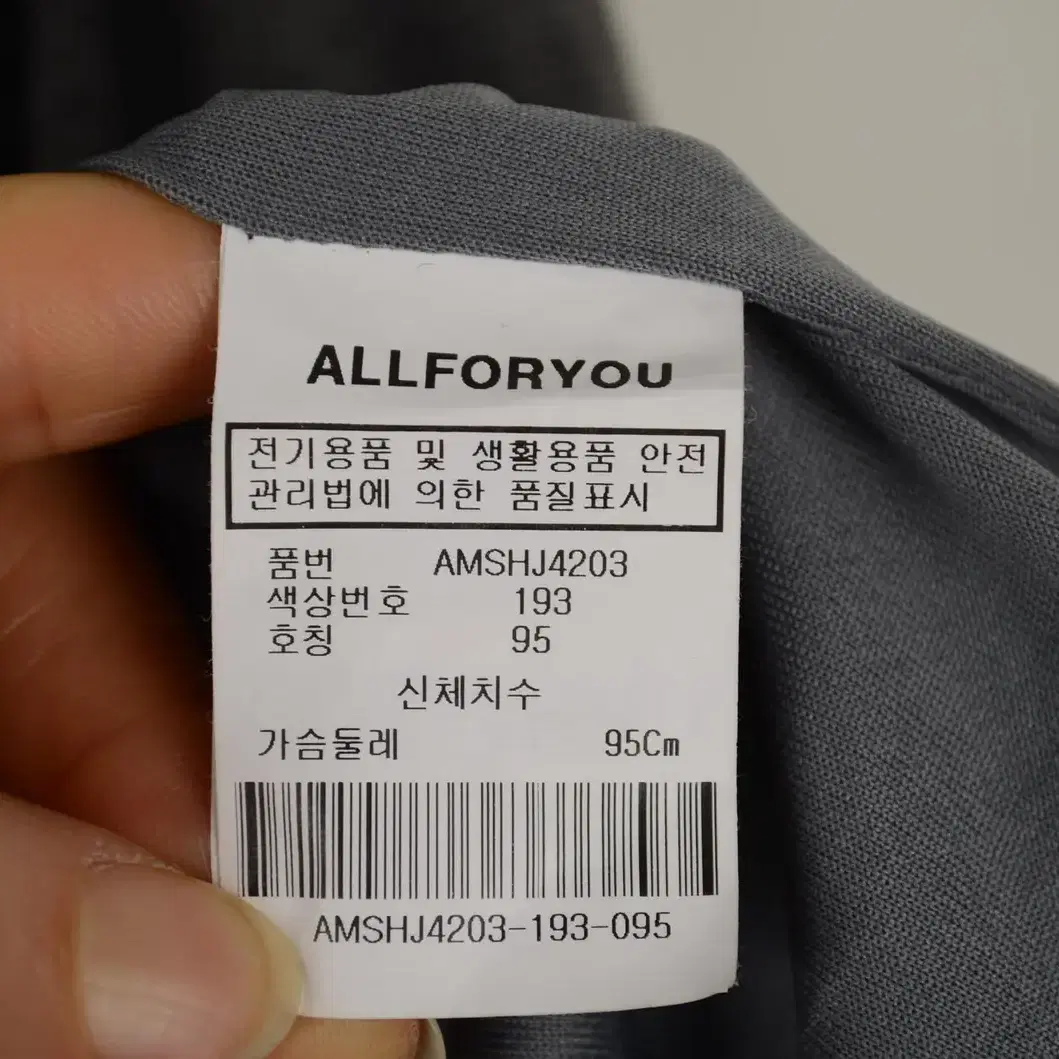 ALLFORYOU
전기용품 및 생활용품 안전
관리법에 의한 품질표시
품번 AMSHJ4203
색상번호 193
호칭 95
신체치수
가슴둘레 95Cm
AMSHJ4203-193-095